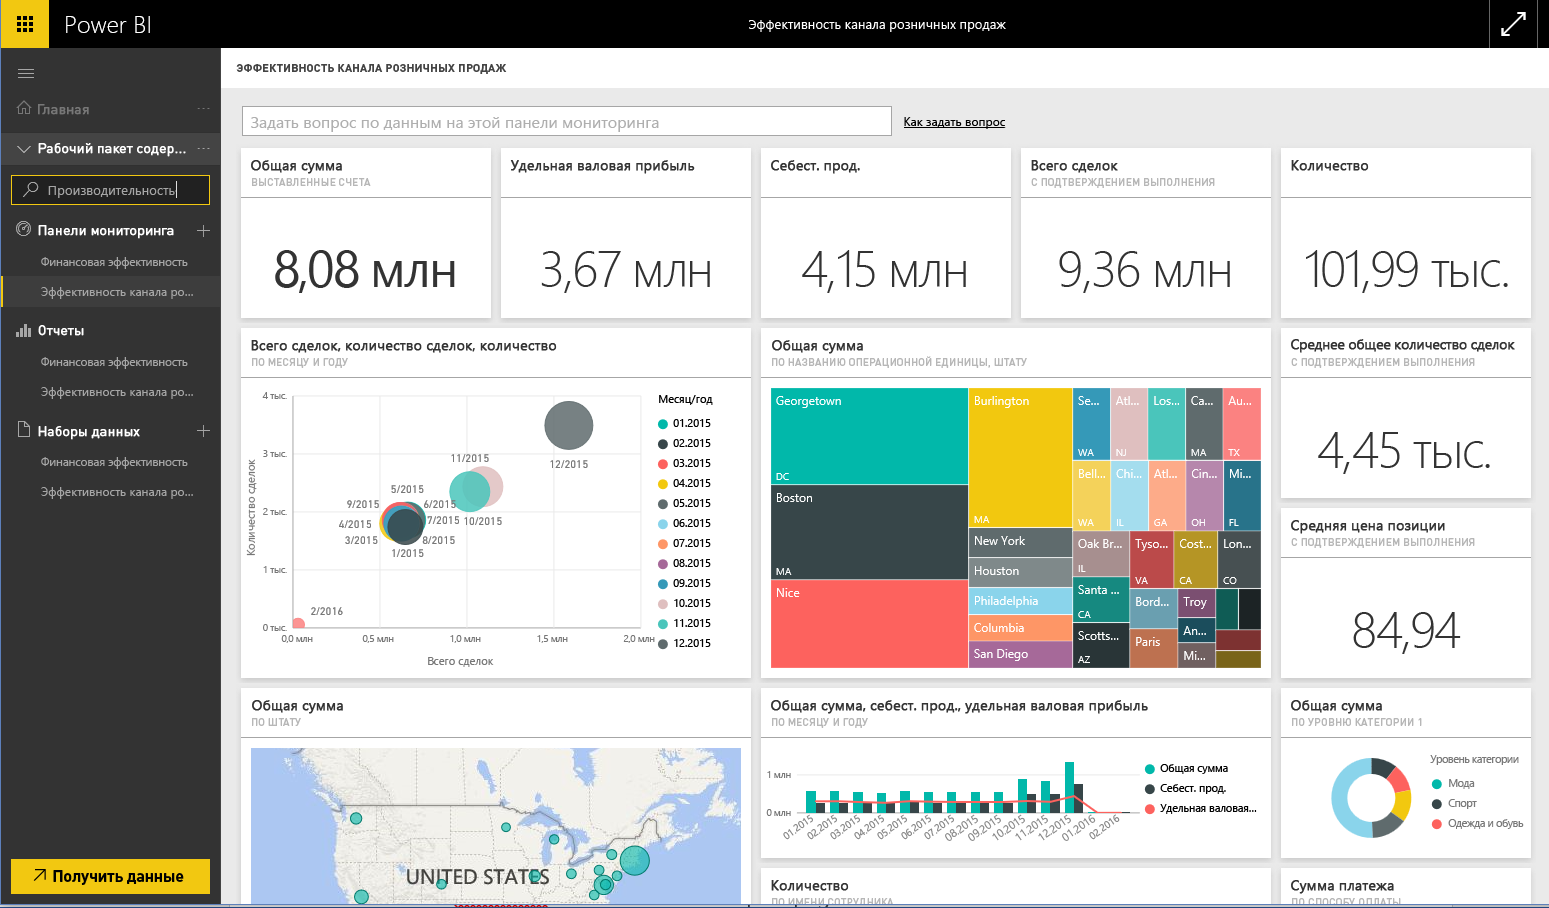 Power BI
Эффективность канала розничных продаж
Главная
Рабочий пакет содер...
Производительность
Панели мониторинга
Финансовая эффективность
Эффективность канала ро...
Отчеты
Финансовая эффективность
Эффективность канала ро...
Наборы данных
Финансовая эффективность
Эффективность канала ро...
Получить данные
ЭФФЕКТИВНОСТЬ КАНАЛА РОЗНИЧНЫХ ПРОДАЖ
Задать вопрос по данным на этой панели мониторинга
Как задать вопрос
Общая сумма
ВЫСТАВЛЕННЫЕ СЧЕТА
8,08 млн
Удельная валовая прибыль
3,67 млн
Себест. прод.
4,15 млн
Всего сделок
С ПОДТВЕРЖДЕНИЕМ ВЫПОЛНЕНИЯ
9,36 млн
Количество
101,99 тыс.
Всего сделок, количество сделок, количество
ПО МЕСЯЦУ И ГОДУ
Количество сделок
4 тыс.
3 тыс.
2 тыс.
1 тыс.
0 тыс.
0,0 млн
0,5 млн
1,0 млн
1,5 млн
2,0 млн
Всего сделок
12/2015
11/2015
10/2015
5/2015
9/2015
6/2015
4/2015
7/2015
3/2015
8/2015
1/2015
2/2016
Месяц/год
01.2015
02.2015
03.2015
04.2015
05.2015
06.2015
07.2015
08.2015
09.2015
10.2015
11.2015
12.2015
Общая сумма
ПО НАЗВАНИЮ ОПЕРАЦИОННОЙ ЕДИНИЦЫ, ШТАТУ
Georgetown
DC
Boston
MA
Nice
Burlington
MA
New York
Houston
Philadelphia
Columbia
San Diego
Se...
WA
Atl...
NJ
Los...
Ca...
MA
Au...
TX
Bell...
WA
Chi...
IL
Atl...
GA
Cin...
OH
Mi...
FL
Oak Br...
IL
Tyso...
VA
Cost...
CA
Lon...
CO
Santa ...
CA
Scotts...
AZ
Bord...
Troy
Paris
An...
Mi...
Среднее общее количество сделок
С ПОДТВЕРЖДЕНИЕМ ВЫПОЛНЕНИЯ
4,45 тыс.
Средняя цена позиции
С ПОДТВЕРЖДЕНИЕМ ВЫПОЛНЕНИЯ
84,94
Общая сумма
ПО ШТАТУ
UNITED STATES
Общая сумма, себест. прод., удельная валовая прибыль
ПО МЕСЯЦУ И ГОДУ
1 млн
0 млн
01.2015
02.2015
03.2015
04.2015
05.2015
06.2015
07.2015
08.2015
09.2015
10.2015
11.2015
12.2015
01.2016
02.2016
Общая сумма
Себест. прод.
Удельная валовая...
Общая сумма
ПО УРОВНЮ КАТЕГОРИИ 1
Уровень категории
Мода
Спорт
Одежда и обувь
Количество
ПО ИМЕНИ СОТРУДНИКА
Сумма платежа
ПО СПОСОБУ ОПЛАТЫ